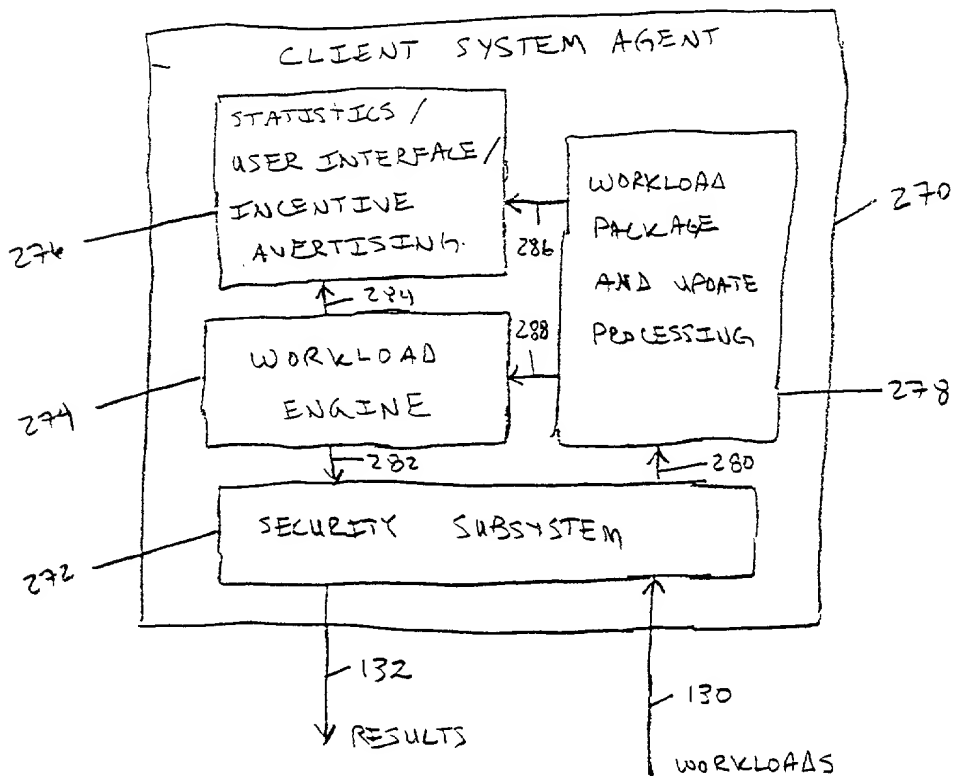 CLIENT SYSTEM AGENT
STATISTICS /
USER INTERFACE /
INCENTIVE
AVERTISING.
276
284
286
WORKLOAD
PACKAGE
AND UPDATE
PROCESSING
270
278
WORKLOAD
ENGINE
274
288
282
280
SECURITY SUBSYSTEM
272
132
RESULTS
130
WORKLOADS